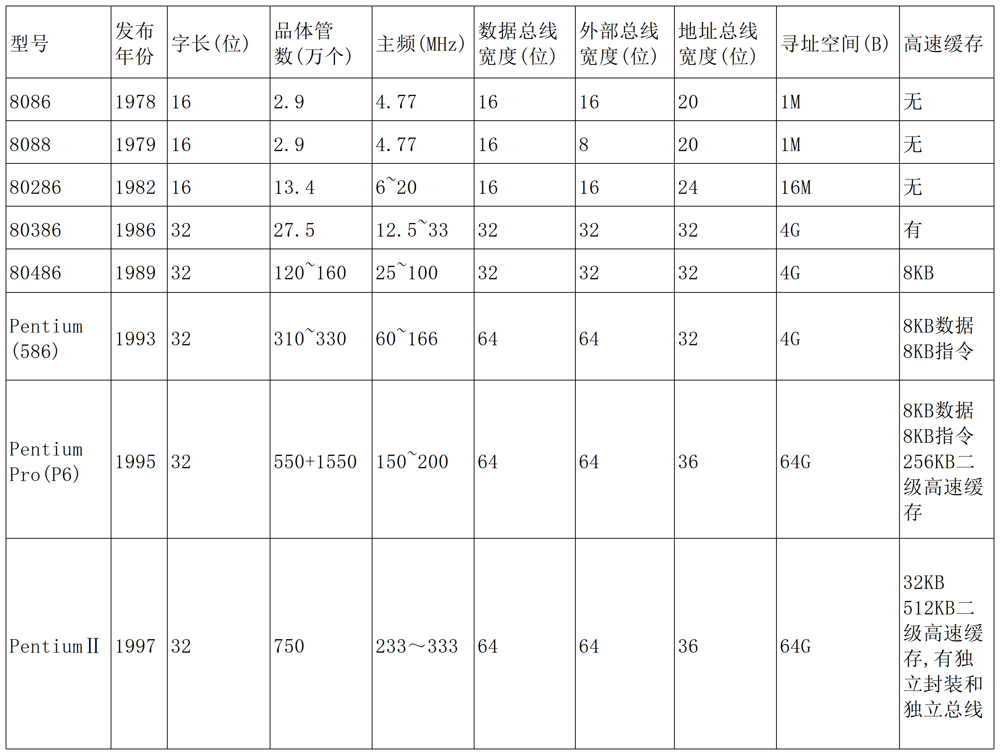 型号 发布年份 字长(位) 品体管数(万个) 主频(MHz) 数据总线宽度(位) 外部总线宽度(位) 地址总线宽度(位) 寻址空间(B) 高速缓存
8086 1978 16 2.9 4.77 16 16 20 1M 无
8088 1979 16 2.9 4.77 16 8 20 1M 无
80286 1982 16 13.4 6~20 16 16 24 16M 无
80386 1986 32 27.5 12.5~33 32 32 32 4G 有
80486 1989 32 120~160 25~100 32 32 32 4G 8KB
Pentium (586) 1993 32 310~330 60~166 64 64 32 4G 8KB数据 8KB指令
Pentium Pro(P6) 1995 32 550+1550 150~200 64 64 36 64G 8KB数据 8KB指令 256KB二级高速缓存
PentiumⅡ 1997 32 750 233～333 64 64 36 64G 32KB 512KB二级高速缓存,有独立封装和独立总线